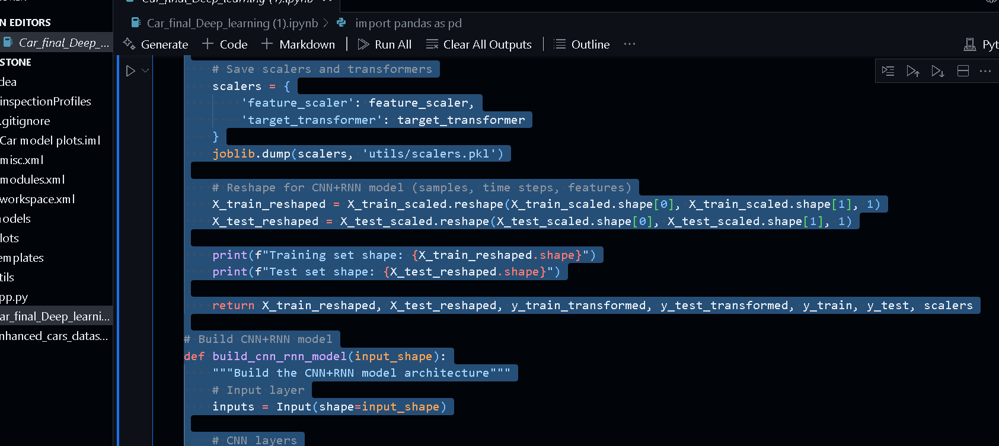 Car_final_Deep_learning (1).ipynb
N EDITORS
Car_final_Deep_...
STONE
dea
inspectionProfiles
.gitignore
Car model plots.iml
misc.xml
modules.xml
workspace.xml
nodels
lots
emplates
tils
pp.py
ar_final_Deep_learni...
nhanced_cars_datas...
Car_final_Deep_learning (1).ipynb > import pandas as pd
Generate + Code + Markdown | Run All Clear All Outputs | Outline ...
Pyt
# Save scalers and transformers
scalers = {
'feature_scaler': feature_scaler,
'target_transformer': target_transformer
}
joblib.dump(scalers, 'utils/scalers.pkl')
# Reshape for CNN+RNN model (samples, time steps, features)
X_train_reshaped = X_train_scaled.reshape(X_train_scaled.shape[0], X_train_scaled.shape[1], 1)
X_test_reshaped = X_test_scaled.reshape(X_test_scaled.shape[0], X_test_scaled.shape[1], 1)
print(f"Training set shape: {X_train_reshaped.shape}")
print(f"Test set shape: {X_test_reshaped.shape}")
return X_train_reshaped, X_test_reshaped, y_train_transformed, y_test_transformed, y_train, y_test, scalers
# Build CNN+RNN model
def build_cnn_rnn_model(input_shape):
"""Build the CNN+RNN model architecture"""
# Input layer
inputs = Input(shape=input_shape)
# CNN layers